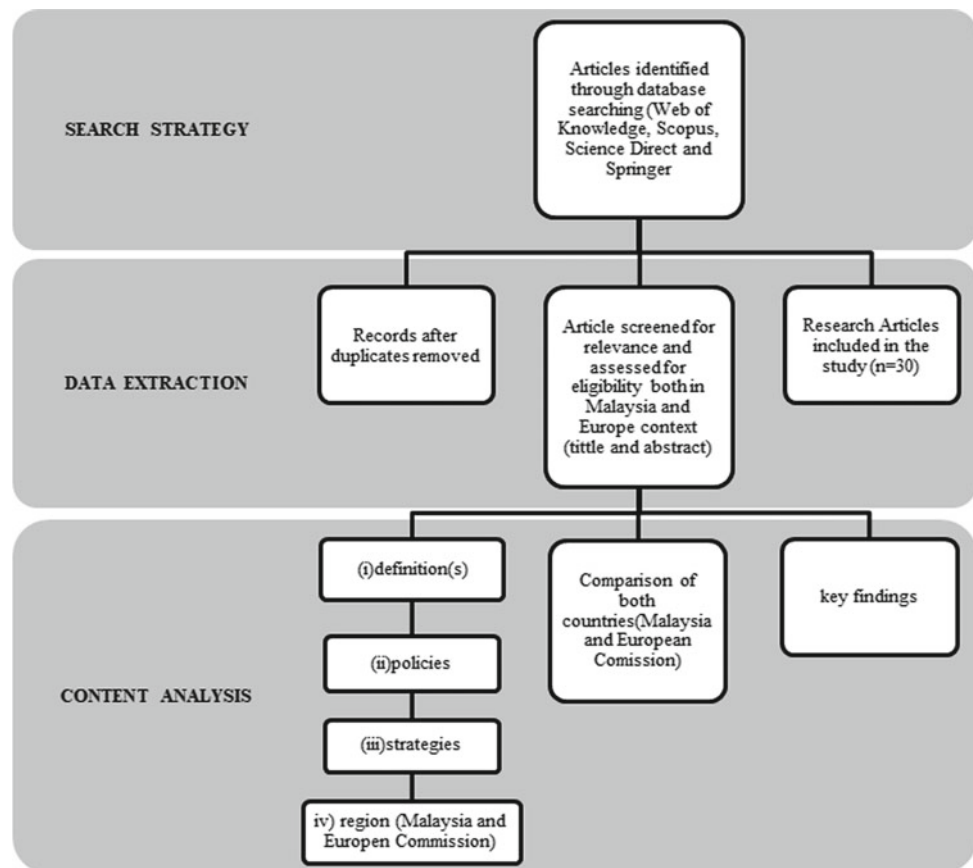 SEARCH STRATEGY
Articles identified
through database
searching (Web of
Knowledge, Scopus,
Science Direct and
Springer
DATA EXTRACTION
Records after
duplicates removed
Article screened for
relevance and
assessed for
eligibility both in
Malaysia and
Europe context
(tittle and abstract)
Research Articles
included in the
study (n=30)
CONTENT ANALYSIS
(i)definition(s)
(ii)policies
(iii)strategies
iv) region (Malaysia and
Europen Commission)
Comparison of
both
countries(Malaysia
and European
Comission)
key findings